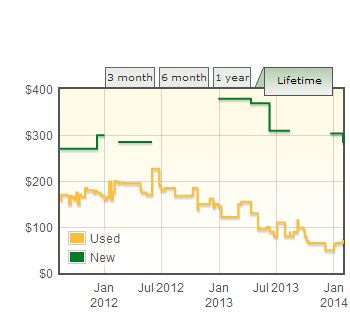 3 month 6 month 1 year Lifetime
$400
$300
$200
$100
$0
Used
New
Jan 2012
Jul 2012
Jan 2013
Jul 2013
Jan 2014